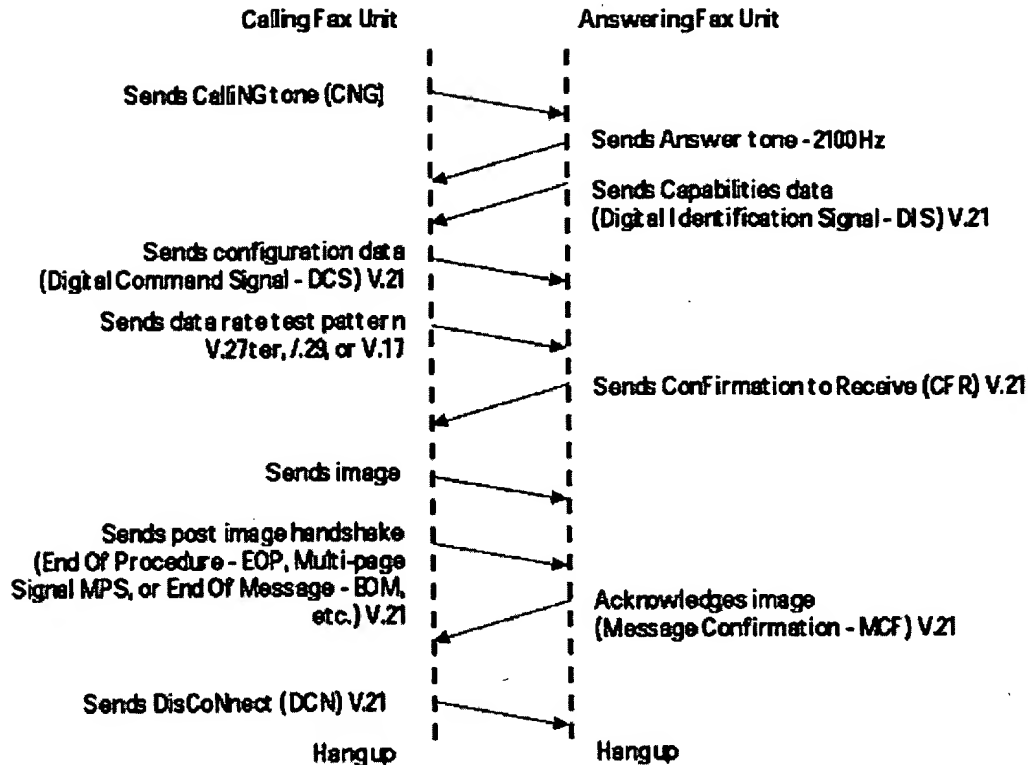 Calling Fax Unit
Answering Fax Unit
Sends CalliNG tone (CNG)
Sends Answer tone - 2100Hz
Sends Capabilities data
(Digital Identification Signal - DIS) V.21
Sends configuration data
(Digital Command Signal - DCS) V.21
Sends data rate test pattern
V.27ter, /.29, or V.17
Sends ConFirmation to Receive (CFR) V.21
Sends image
Sends post image handshake
(End Of Procedure - EOP, Multi-page
Signal MPS, or End Of Message - EOM,
etc.) V.21
Acknowledges image
(Message Confirmation - MCF) V.21
Sends DisCoNnect (DCN) V.21
Hang up
Hang up